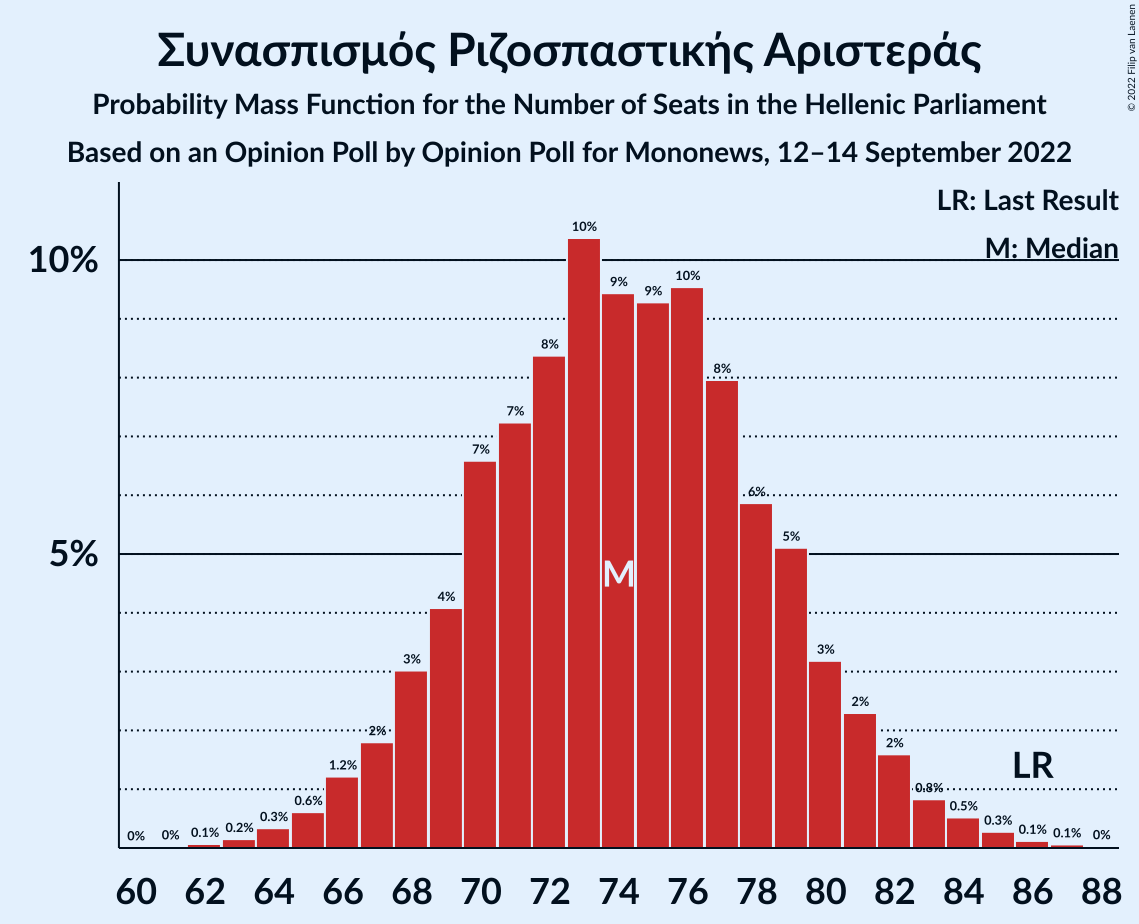 Συνασπισμός Ριζοσπαστικής Αριστεράς
Probability Mass Function for the Number of Seats in the Hellenic Parliament
Based on an Opinion Poll by Opinion Poll for Mononews, 12–14 September 2022
© 2022 Filip van Laenen
LR: Last Result
M: Median
10%
5%
0% 0% 0.1% 0.2% 0.3% 0.6% 1.2% 2% 3% 4% 7% 7% 8% 10% 9% 9% 10% 8% 6% 5% 3% 2% 2% 0.8% 0.5% 0.3% 0.1% 0.1% 0%
M
LR
60 62 64 66 68 70 72 74 76 78 80 82 84 86 88